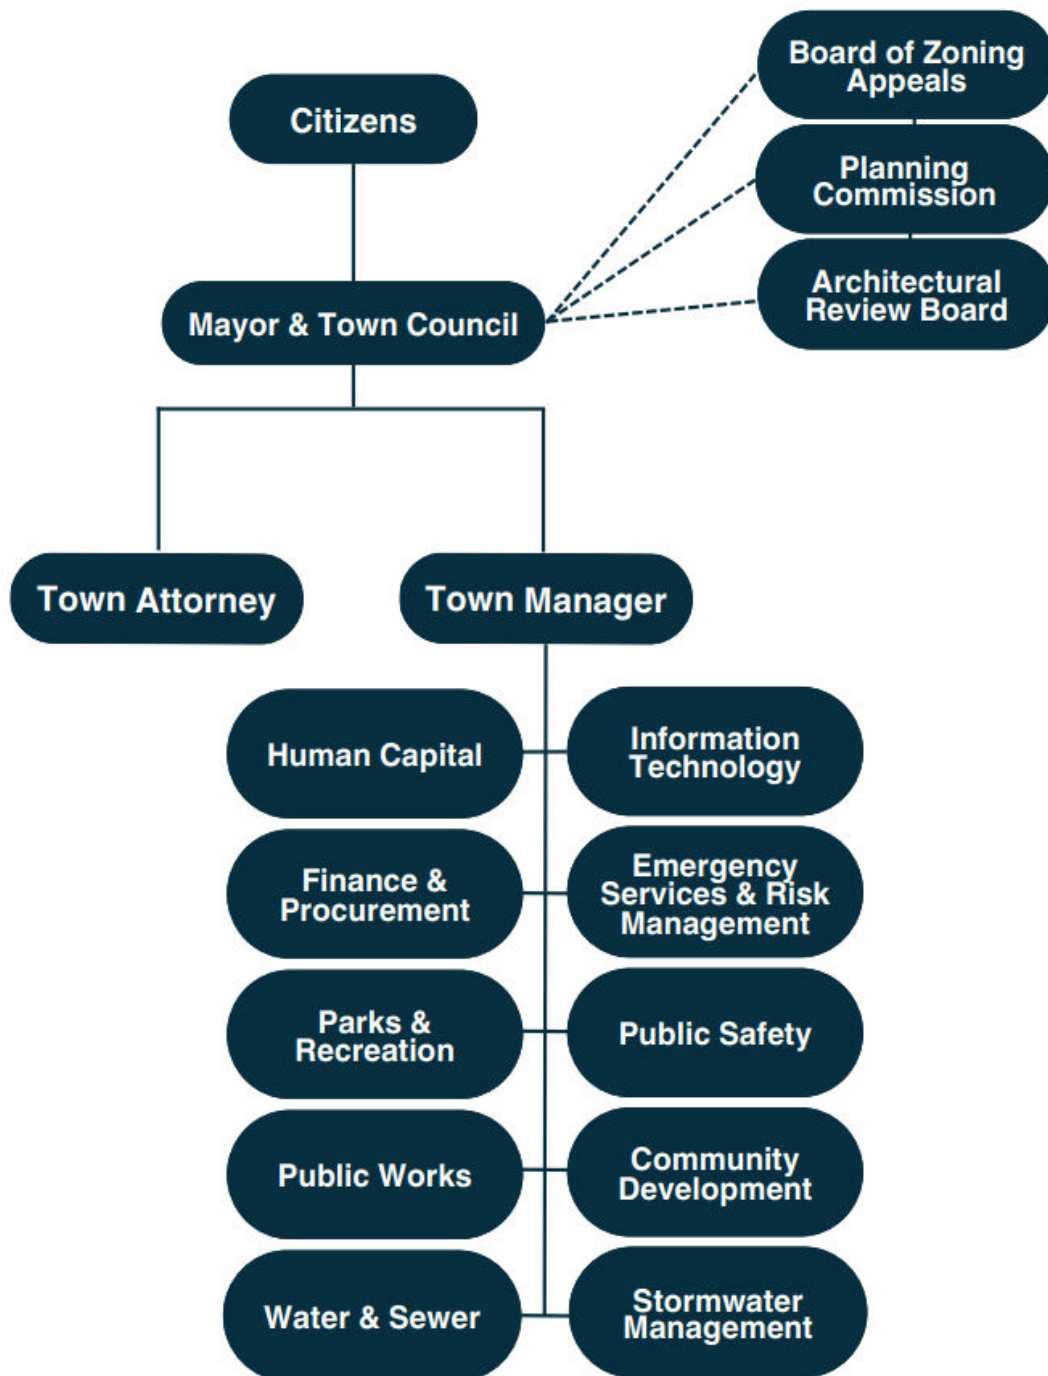 Citizens
Board of Zoning
Appeals
Planning
Commission
Architectural
Review Board
Mayor & Town Council
Town Attorney
Town Manager
Human Capital
Information
Technology
Finance &
Procurement
Emergency
Services & Risk
Management
Parks &
Recreation
Public Safety
Public Works
Community
Development
Water & Sewer
Stormwater
Management